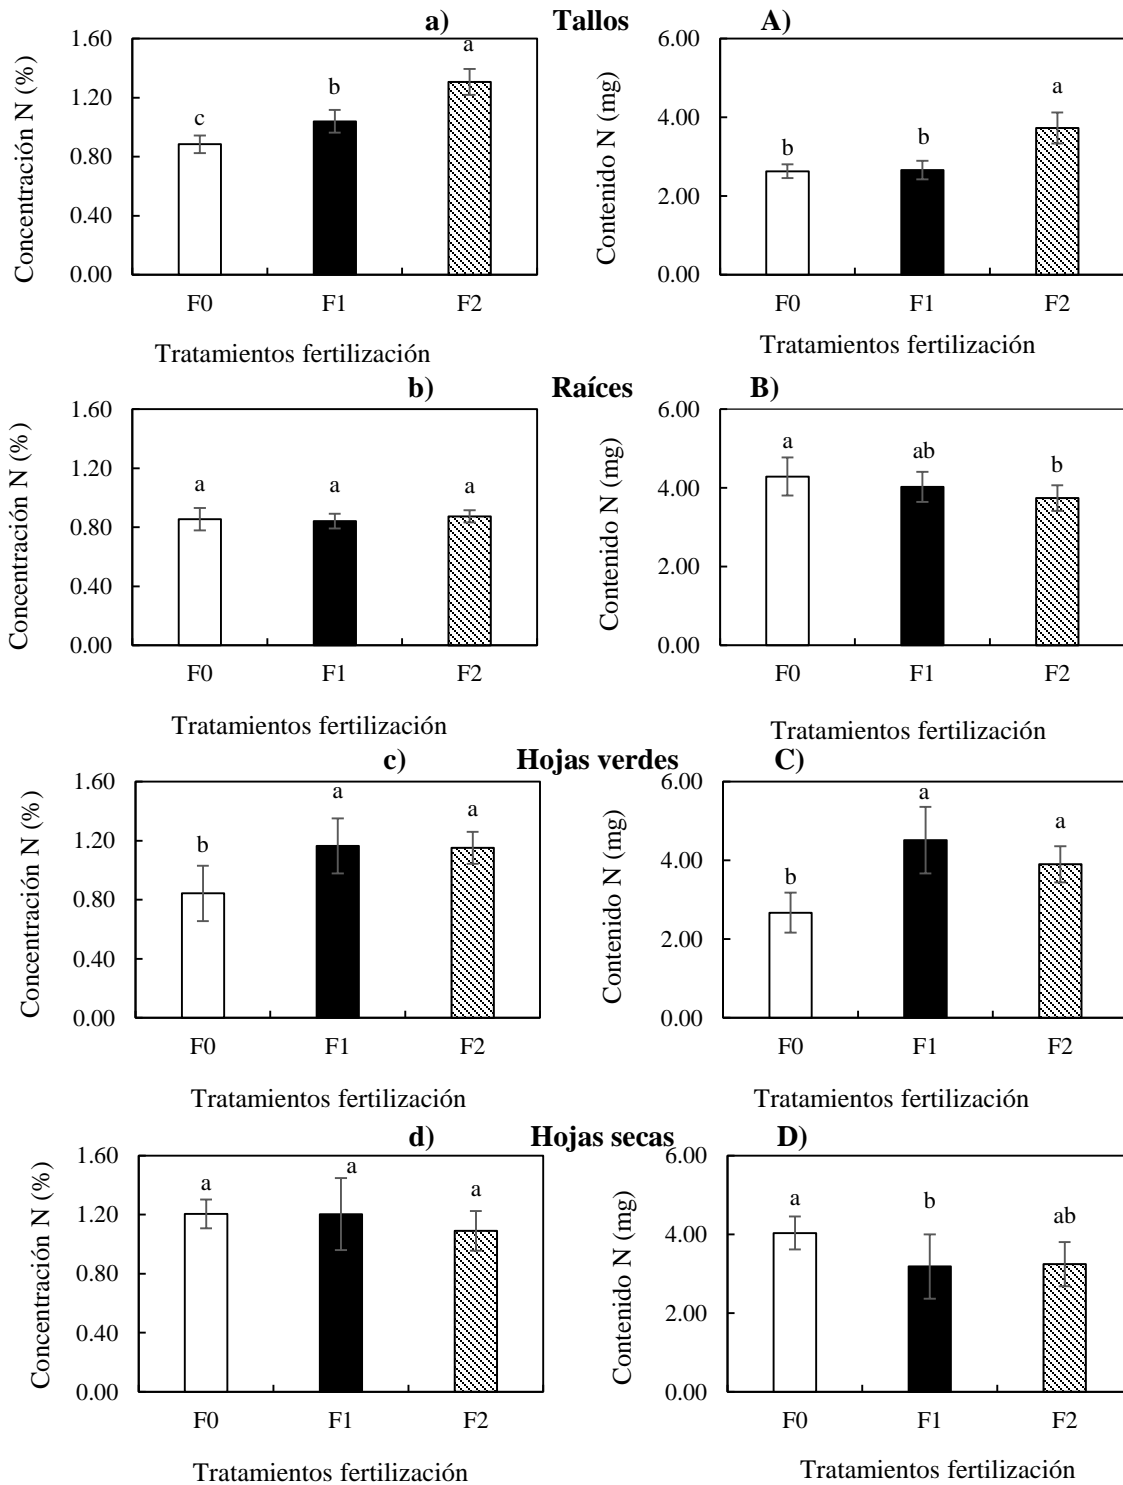 a) Tallos A)
Concentración N (%)
1.60
1.20
0.80
0.40
0.00
c
b
a
F0 F1 F2
Tratamientos fertilización
Contenido N (mg)
6.00
4.00
2.00
0.00
b
b
a
F0 F1 F2
Tratamientos fertilización
b) Raíces B)
Concentración N (%)
1.60
1.20
0.80
0.40
0.00
a
a
a
F0 F1 F2
Tratamientos fertilización
Contenido N (mg)
6.00
4.00
2.00
0.00
a
ab
b
F0 F1 F2
Tratamientos fertilización
c) Hojas verdes C)
Concentración N (%)
1.60
1.20
0.80
0.40
0.00
b
a
a
F0 F1 F2
Tratamientos fertilización
Contenido N (mg)
6.00
4.00
2.00
0.00
b
a
a
F0 F1 F2
Tratamientos fertilización
d) Hojas secas D)
Concentración N (%)
1.60
1.20
0.80
0.40
0.00
a
a
a
F0 F1 F2
Tratamientos fertilización
Contenido N (mg)
6.00
4.00
2.00
0.00
a
b
ab
F0 F1 F2
Tratamientos fertilización